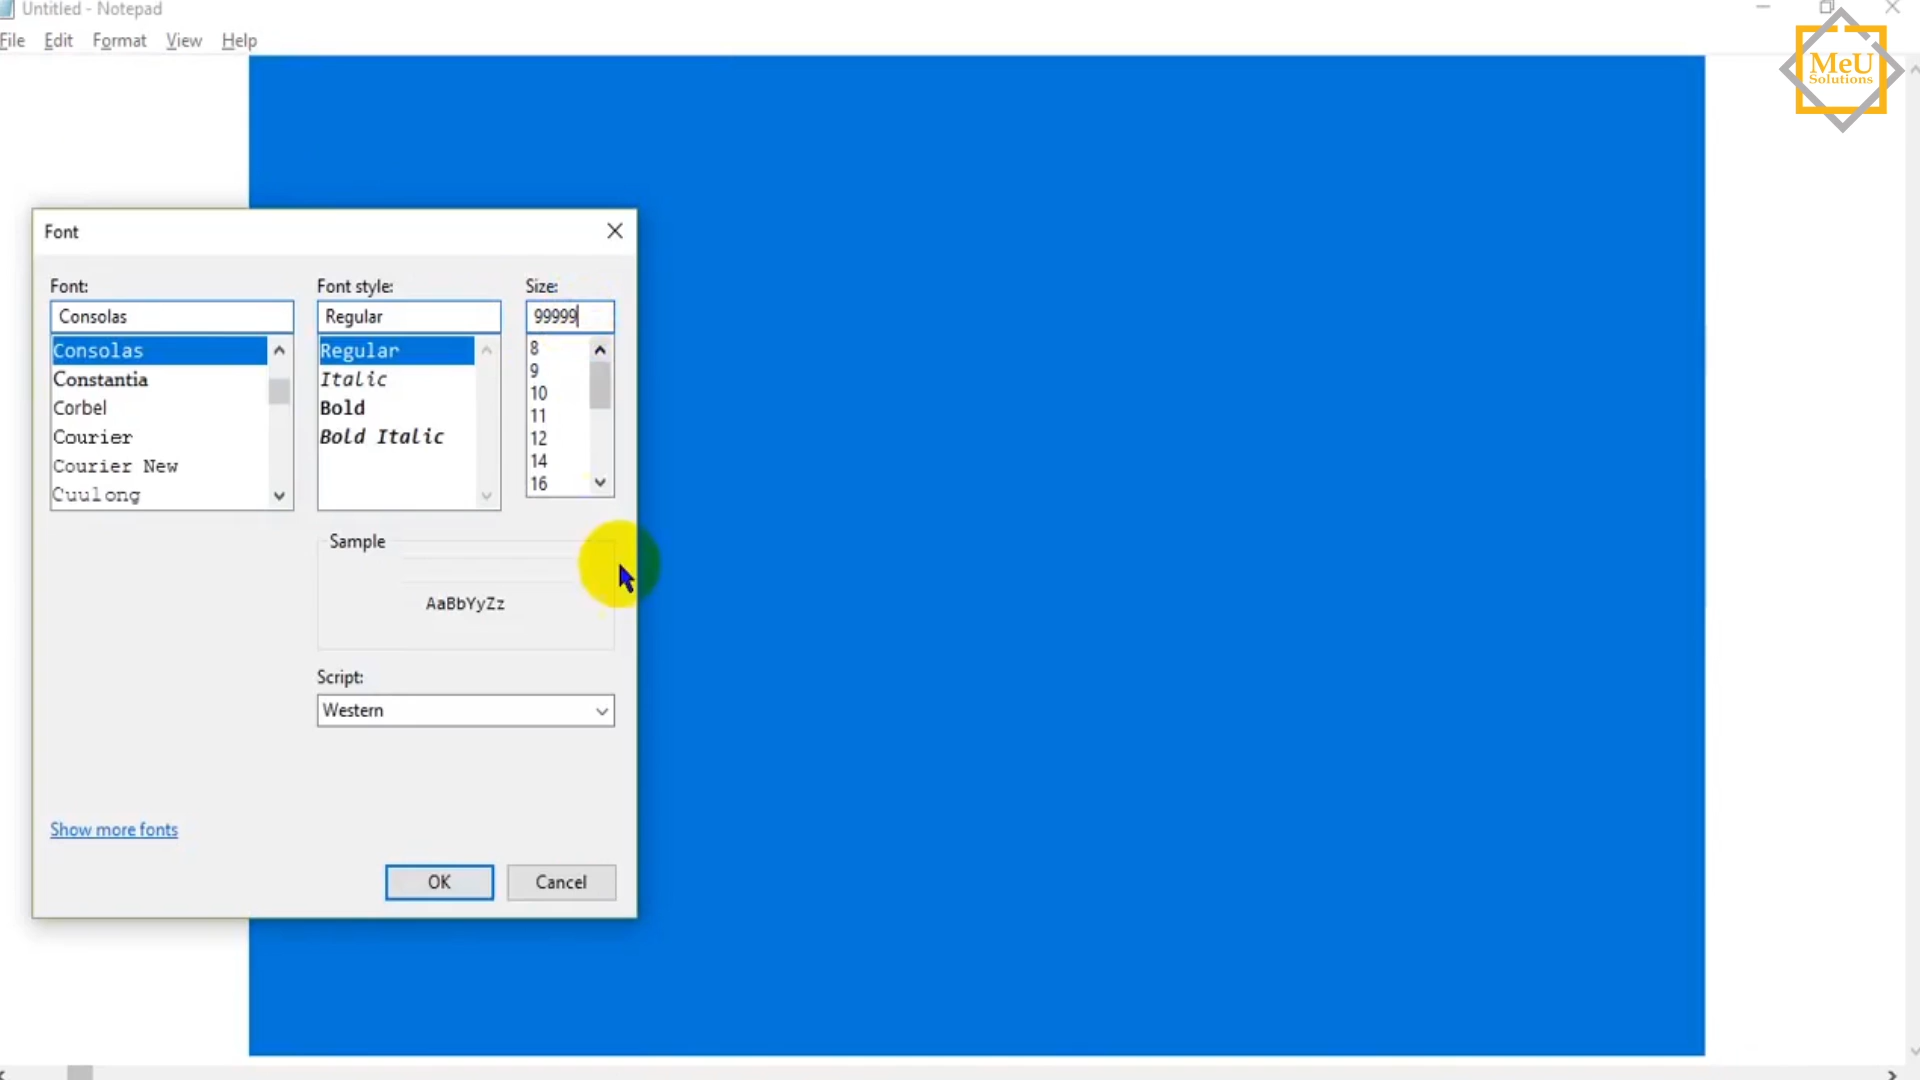 Untitled - Notepad
File Edit Format View Help
MeU
Solutions
Font
Font: Font style: Size:
Consolas Regular 99999
Consolas Regular 8
Constantia Italic 9
Corbel Bold 10
Courier Bold Italic 11
Courier New 12
Cuulong 14
16
Sample
AaBbYyZz
Script:
Western
Show more fonts
OK Cancel